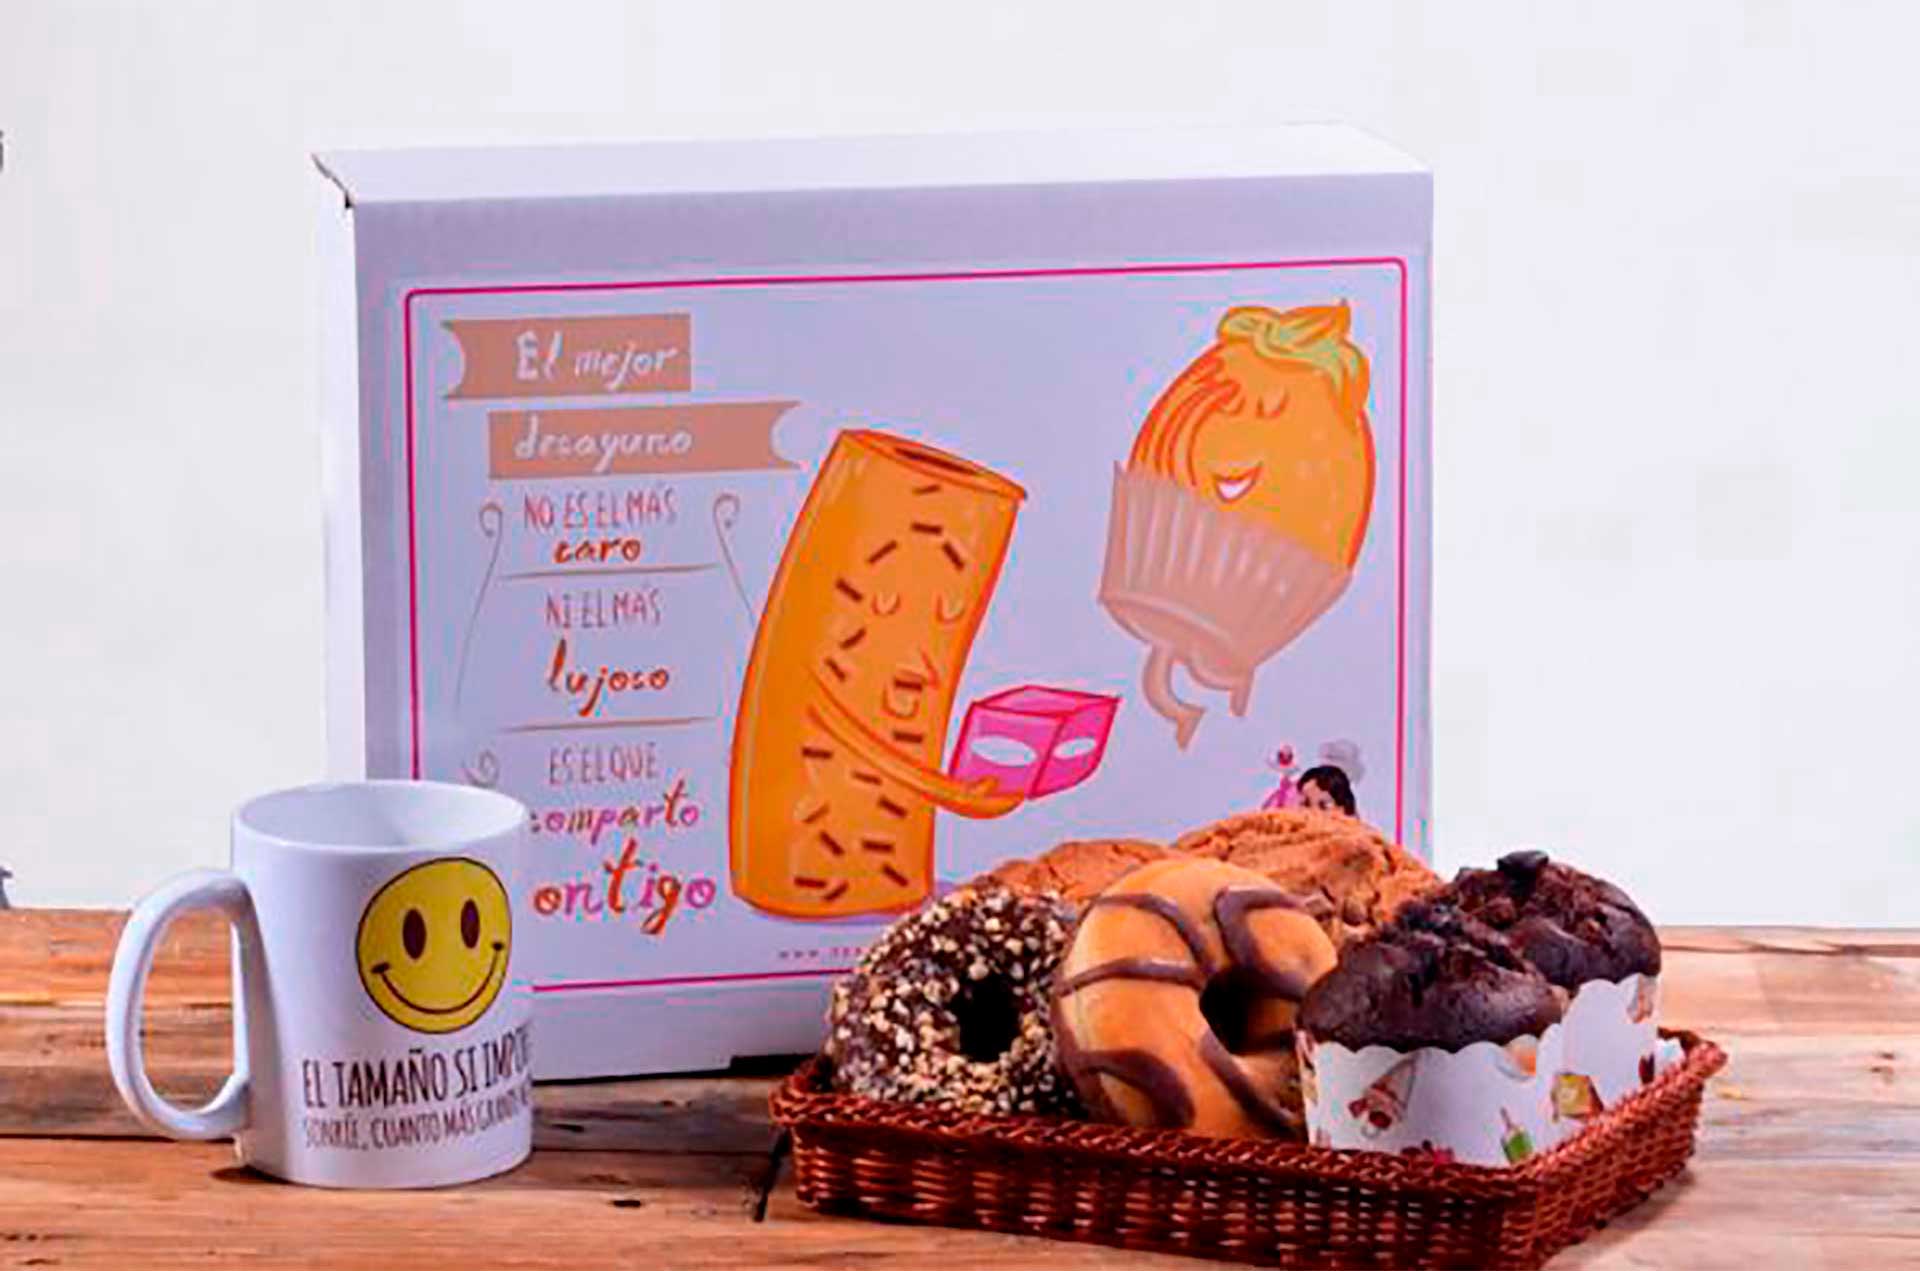 El mejor
desayuno
NO ES EL MÁS
caro
NI EL MÁS
lujoso
ES EL QUE
comparto
ontigo
EL TAMAÑO SI IMPO
SONRÍE, CUANTO MÁS GRANDE